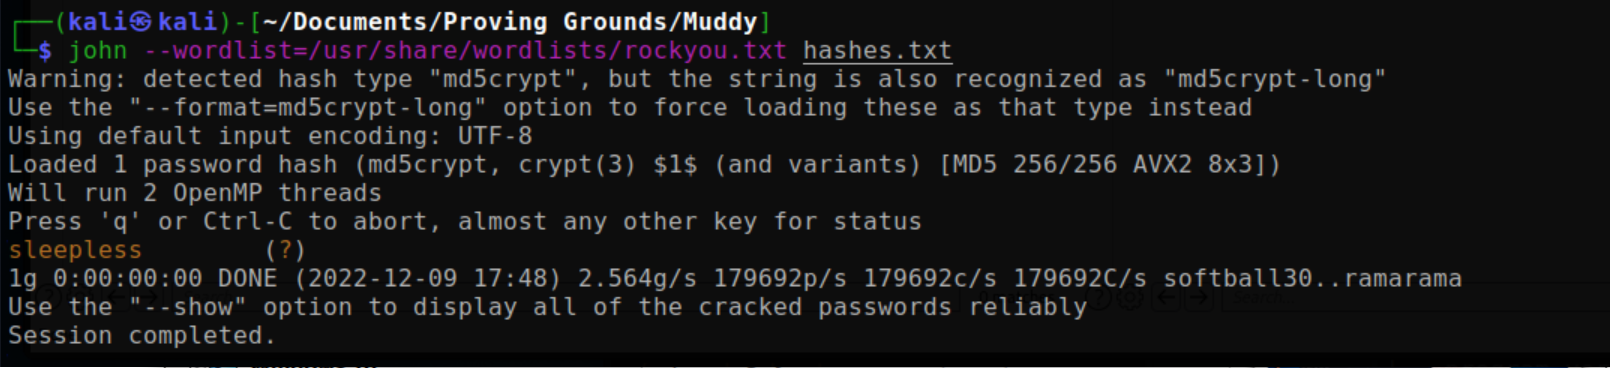 ┌──(kali㉿kali)-[~/Documents/Proving Grounds/Muddy]
└─$ john --wordlist=/usr/share/wordlists/rockyou.txt hashes.txt
Warning: detected hash type "md5crypt", but the string is also recognized as "md5crypt-long"
Use the "--format=md5crypt-long" option to force loading these as that type instead
Using default input encoding: UTF-8
Loaded 1 password hash (md5crypt, crypt(3) $1$ (and variants) [MD5 256/256 AVX2 8x3])
Will run 2 OpenMP threads
Press 'q' or Ctrl-C to abort, almost any other key for status
sleepless        (?)
1g 0:00:00:00 DONE (2022-12-09 17:48) 2.564g/s 179692p/s 179692c/s 179692C/s softball30..ramarama
Use the "--show" option to display all of the cracked passwords reliably
Session completed.